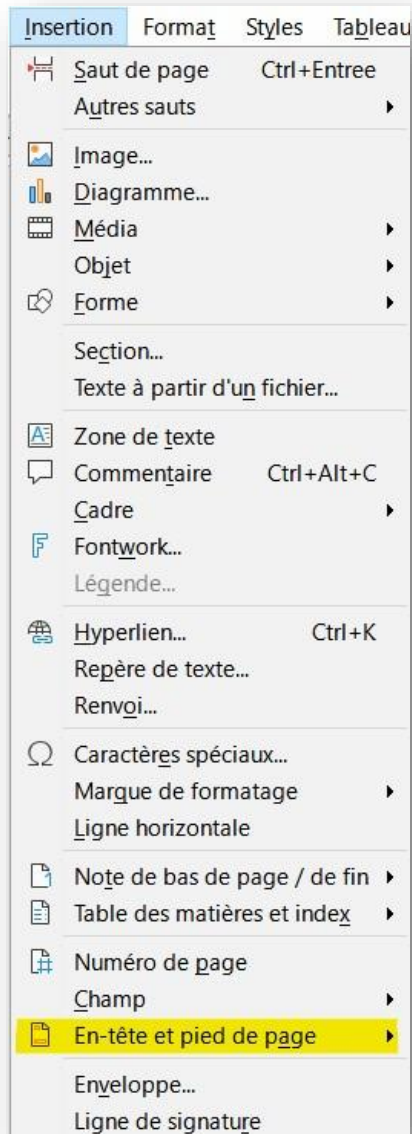 Insertion Format Styles Tableau
Saut de page Ctrl+Entree
Autres sauts
Image...
Diagramme...
Média
Objet
Forme
Section...
Texte à partir d'un fichier...
Zone de texte
Commentaire Ctrl+Alt+C
Cadre
Fontwork...
Légende...
Hyperlien... Ctrl+K
Repère de texte...
Renvoi...
Caractères spéciaux...
Marque de formatage
Ligne horizontale
Note de bas de page / de fin
Table des matières et index
Numéro de page
Champ
En-tête et pied de page
Enveloppe...
Ligne de signature